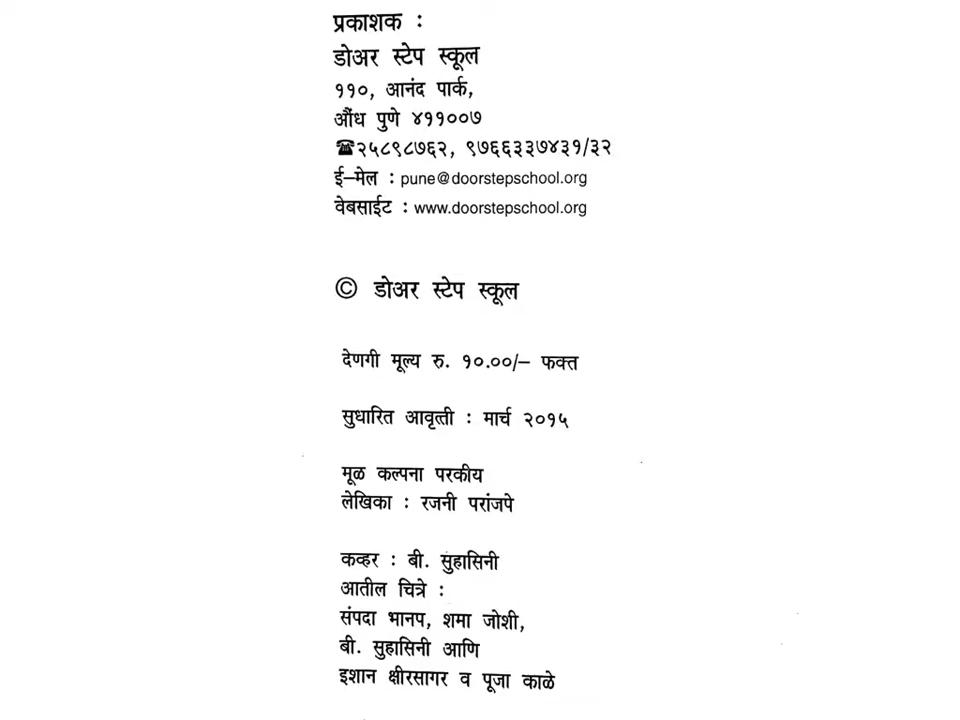 प्रकाशक :
डोअर स्टेप स्कूल
११०, आनंद पार्क,
औंध पुणे ४११००७
☎२५८९८७६२, ९७६६३३७४३१/३२
ई–मेल : pune@doorstepschool.org
वेबसाईट : www.doorstepschool.org
© डोअर स्टेप स्कूल
देणगी मूल्य रु. १०.००/– फक्त
सुधारित आवृत्ती : मार्च २०१५
मूळ कल्पना परकीय
लेखिका : रजनी परांजपे
कव्हर : बी. सुहासिनी
आतील चित्रे :
संपदा भानप, शमा जोशी,
बी. सुहासिनी आणि
इशान क्षीरसागर व पूजा काळे